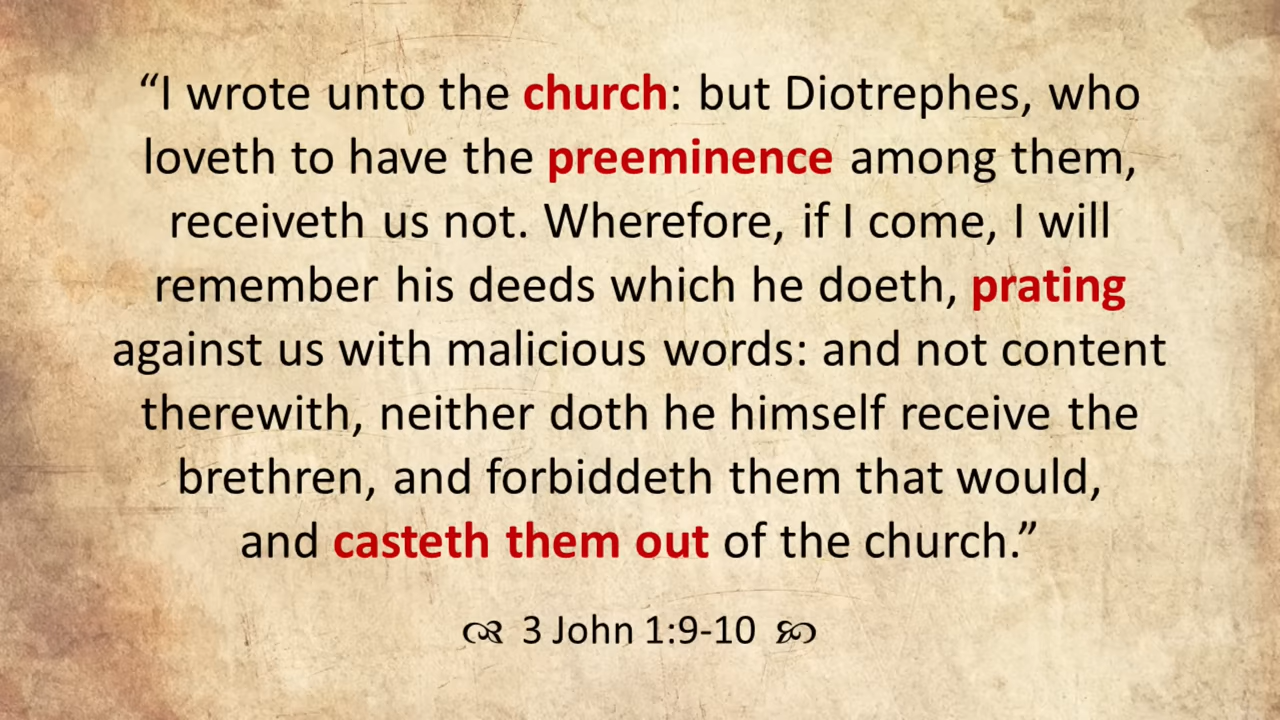 “I wrote unto the church: but Diotrephes, who
loveth to have the preeminence among them,
receiveth us not. Wherefore, if I come, I will
remember his deeds which he doeth, prating
against us with malicious words: and not content
therewith, neither doth he himself receive the
brethren, and forbiddeth them that would,
and casteth them out of the church.”
3 John 1:9-10